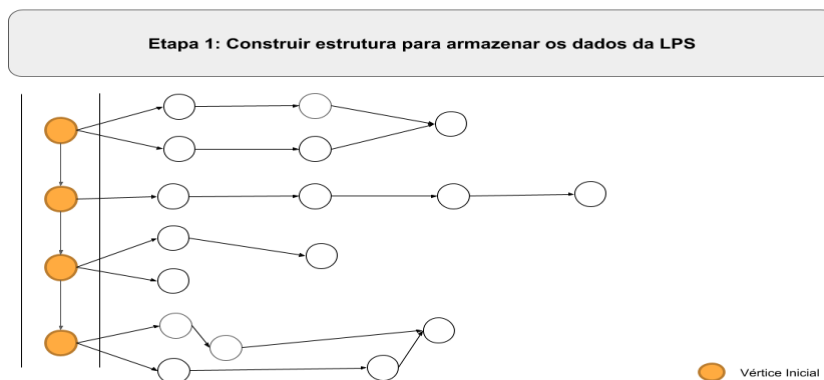 Etapa 1: Construir estrutura para armazenar os dados da LPS
Vértice Inicial